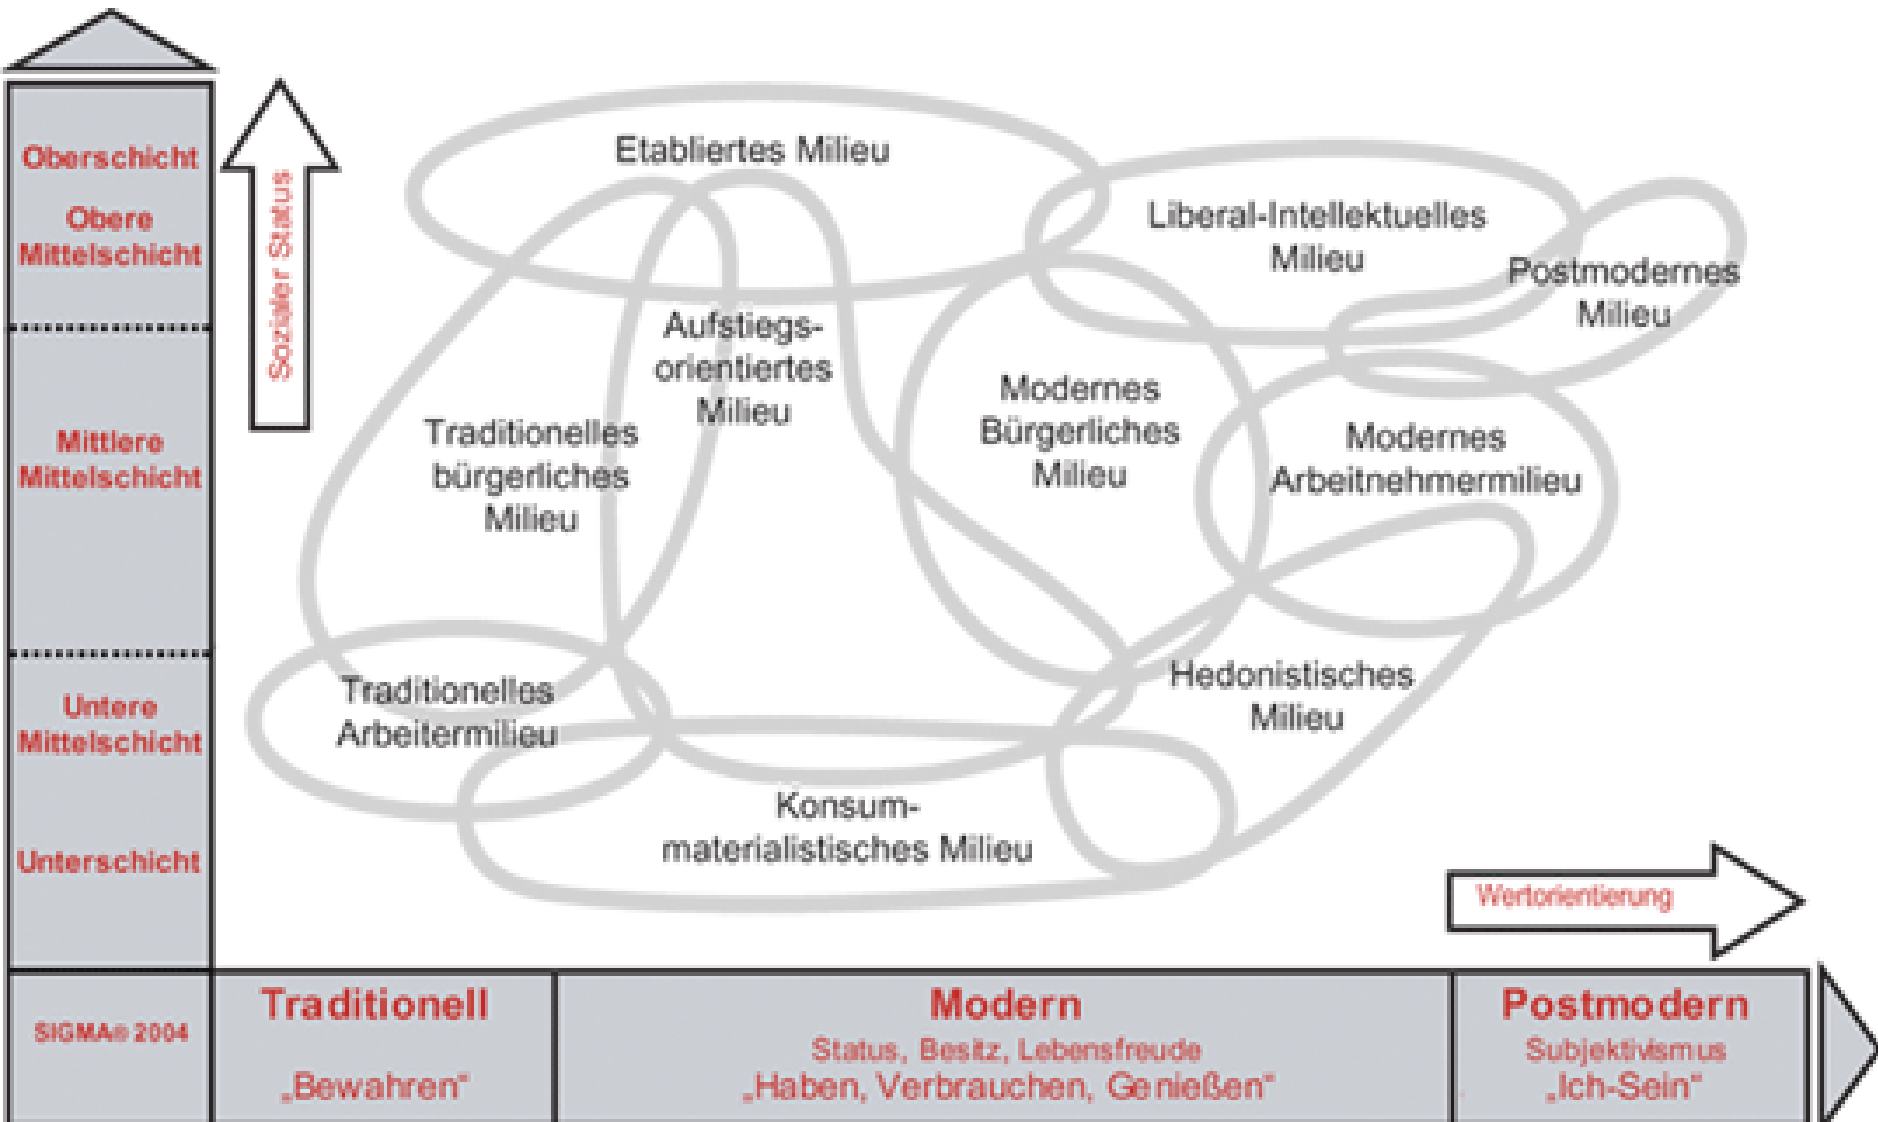 Oberschicht
Obere
Mittelschicht
Mittlere
Mittelschicht
Untere
Mittelschicht
Unterschicht
Sozialer Status
Etabliertes Milieu
Liberal-Intellektuelles
Milieu
Postmodernes
Milieu
Aufstiegs-
orientiertes
Milieu
Traditionelles
bürgerliches
Milieu
Modernes
Bürgerliches
Milieu
Modernes
Arbeitnehmermilieu
Traditionelles
Arbeitermilieu
Hedonistisches
Milieu
Konsum-
materialistisches Milieu
Wertorientierung
SIGMA® 2004
Traditionell
„Bewahren“
Modern
Status, Besitz, Lebensfreude
„Haben, Verbrauchen, Genießen“
Postmodern
Subjektivismus
„Ich-Sein“